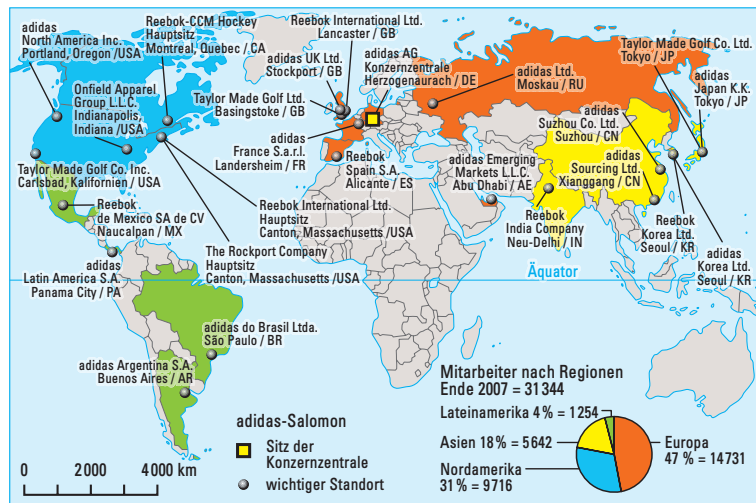 adidas
North America Inc.
Portland, Oregon / USA
Reebok-CCM Hockey
Hauptsitz
Montreal, Quebec / CA
Reebok International Ltd.
Lancaster / GB
adidas UK Ltd.
Stockport / GB
adidas AG
Konzernzentrale
Herzogenaurach / DE
Taylor Made Golf Co. Ltd.
Tokyo / JP
adidas
Japan K.K.
Tokyo / JP
Onfield Apparel
Group L.L.C.
Indianapolis,
Indiana / USA
Taylor Made Golf Ltd.
Basingstoke / GB
adidas Ltd.
Moskau / RU
adidas
France S.a.r.l.
Landersheim / FR
adidas
Suzhou Co. Ltd
Suzhou / CN
Taylor Made Golf Co. Inc.
Carlsbad, Kalifornien / USA
Reebok
Spain S.A.
Alicante / ES
adidas Emerging
Markets L.L.C.
Abu Dhabi / AE
adidas
Sourcing Ltd.
Xianggang / CN
Reebok
de Mexico SA de CV
Naucalpan / MX
Reebok International Ltd.
Hauptsitz
Canton, Massachusetts /USA
Reebok
India Company
Neu-Delhi / IN
Reebok
Korea Ltd.
Seoul / KR
adidas
Korea Ltd.
Seoul / KR
The Rockport Company
Hauptsitz
Canton, Massachusetts /USA
adidas
Latin America S.A.
Panama City / PA
Äquator
adidas do Brasil Ltda.
São Paulo / BR
adidas Argentina S.A.
Buenos Aires / AR
adidas-Salomon
Sitz der
Konzernzentrale
wichtiger Standort
0 2000 4000 km
Mitarbeiter nach Regionen
Ende 2007 = 31344
Lateinamerika 4 % = 1254
Asien 18 % = 5642
Nordamerika
31 % = 9716
Europa
47 % = 14731